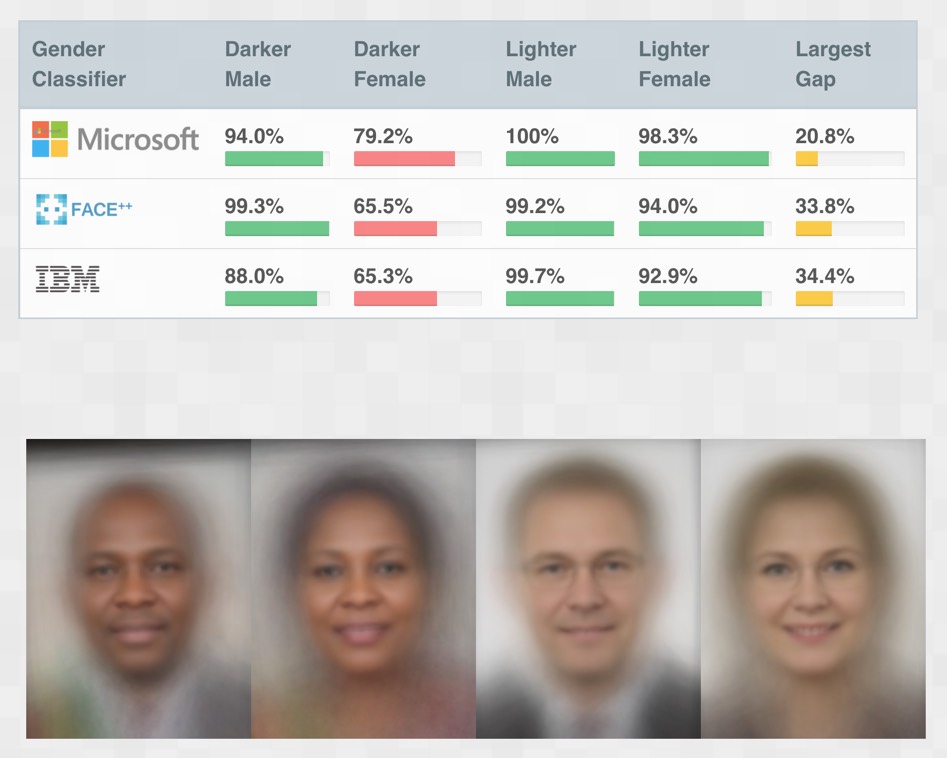 Gender Classifier
Darker Male
Darker Female
Lighter Male
Lighter Female
Largest Gap
Microsoft 94.0% 79.2% 100% 98.3% 20.8%
FACE++ 99.3% 65.5% 99.2% 94.0% 33.8%
IBM 88.0% 65.3% 99.7% 92.9% 34.4%